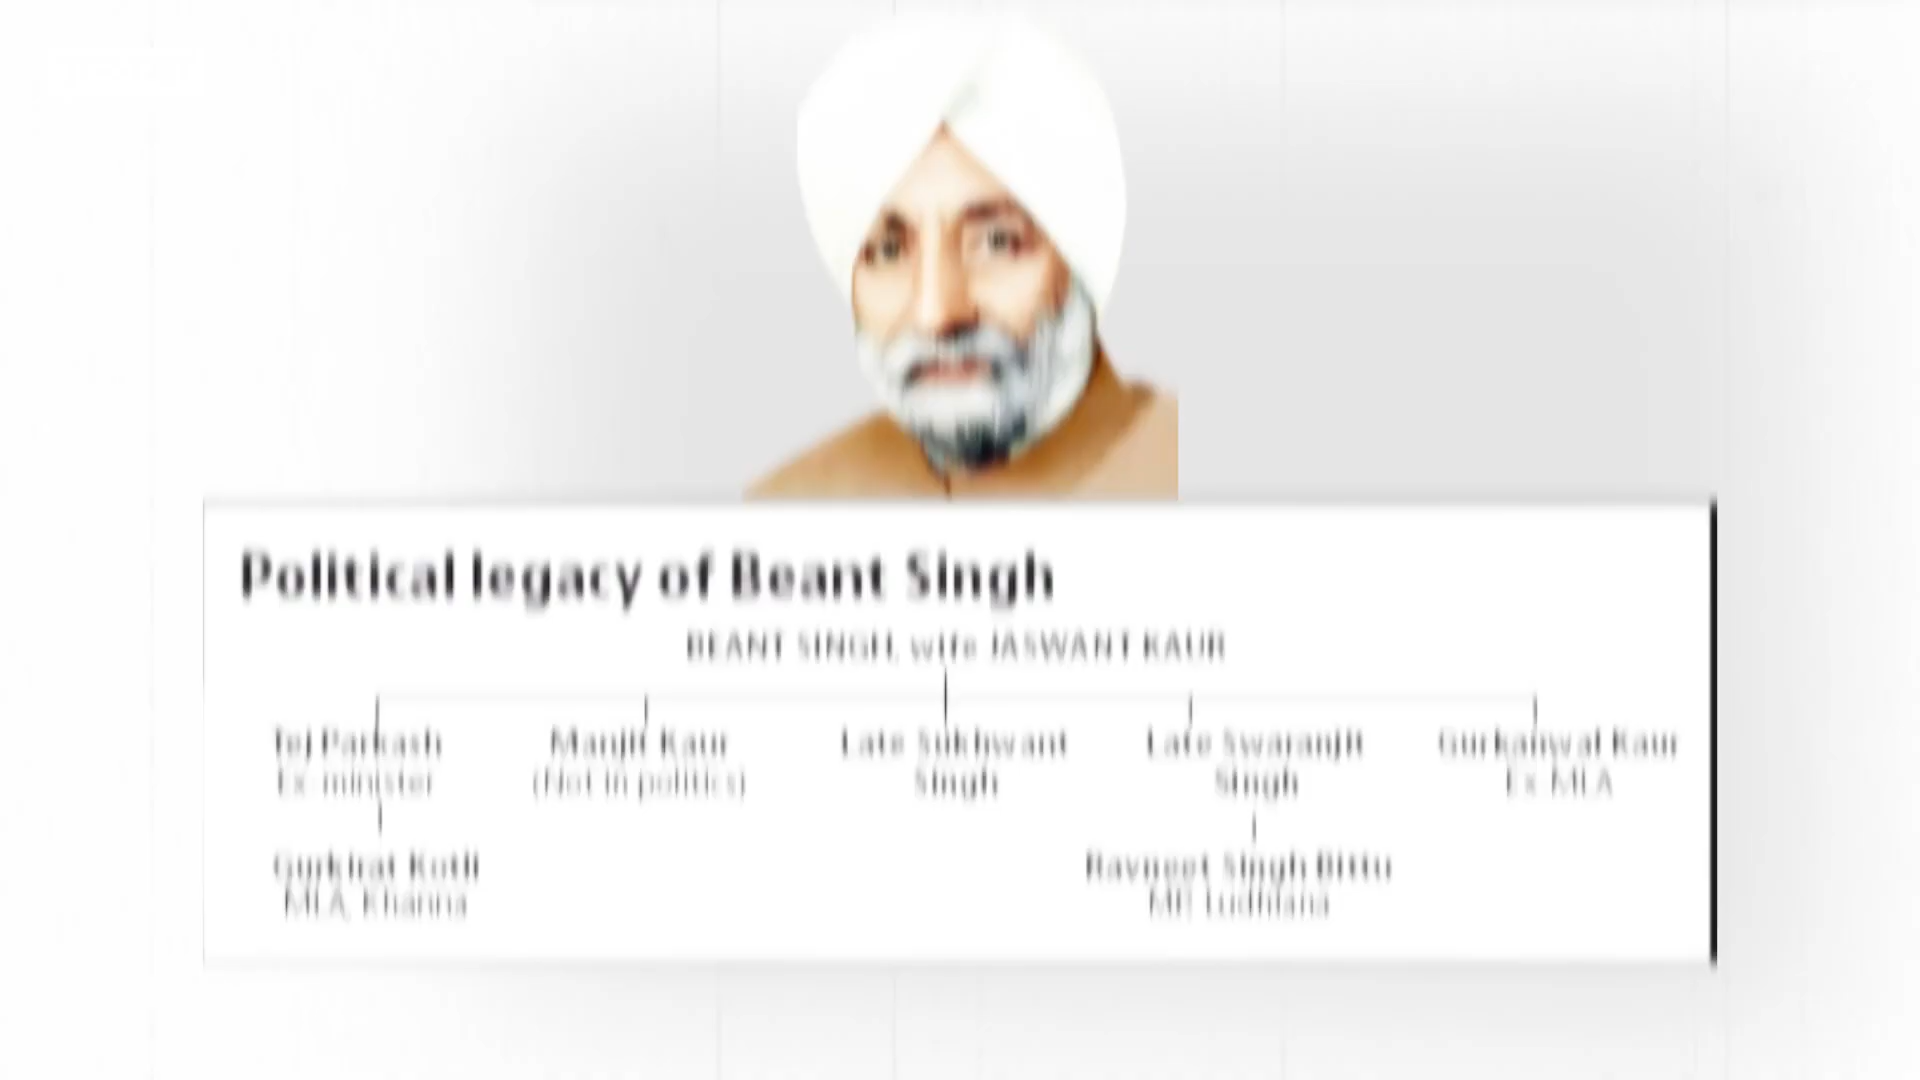 Political legacy of Beant Singh
BEANT SINGH, wife JASWANT KAUR
Tej Parkash
Ex-minister
Manjit Kaur
(Not in politics)
Late Sukhwant
Singh
Late Swaranjit
Singh
Gurkanwal Kaur
Ex MLA
Gurkirat Kotli
MLA, Khanna
Ravneet Singh Bittu
MP, Ludhiana